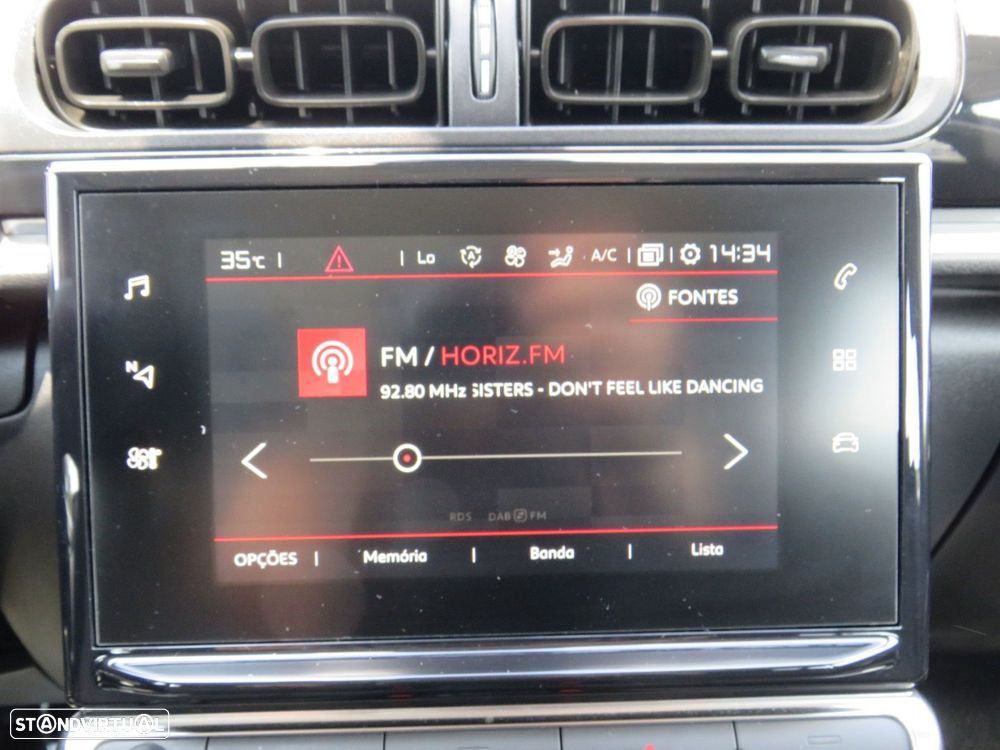 35°C | | Lo A/C | | 14:34
FONTES
FM / HORIZ.FM
92.80 MHz SISTERS - DON'T FEEL LIKE DANCING
N
RDS DAB FM
OPÇÕES | Memória | Banda | Lista
STANDVIRTUAL